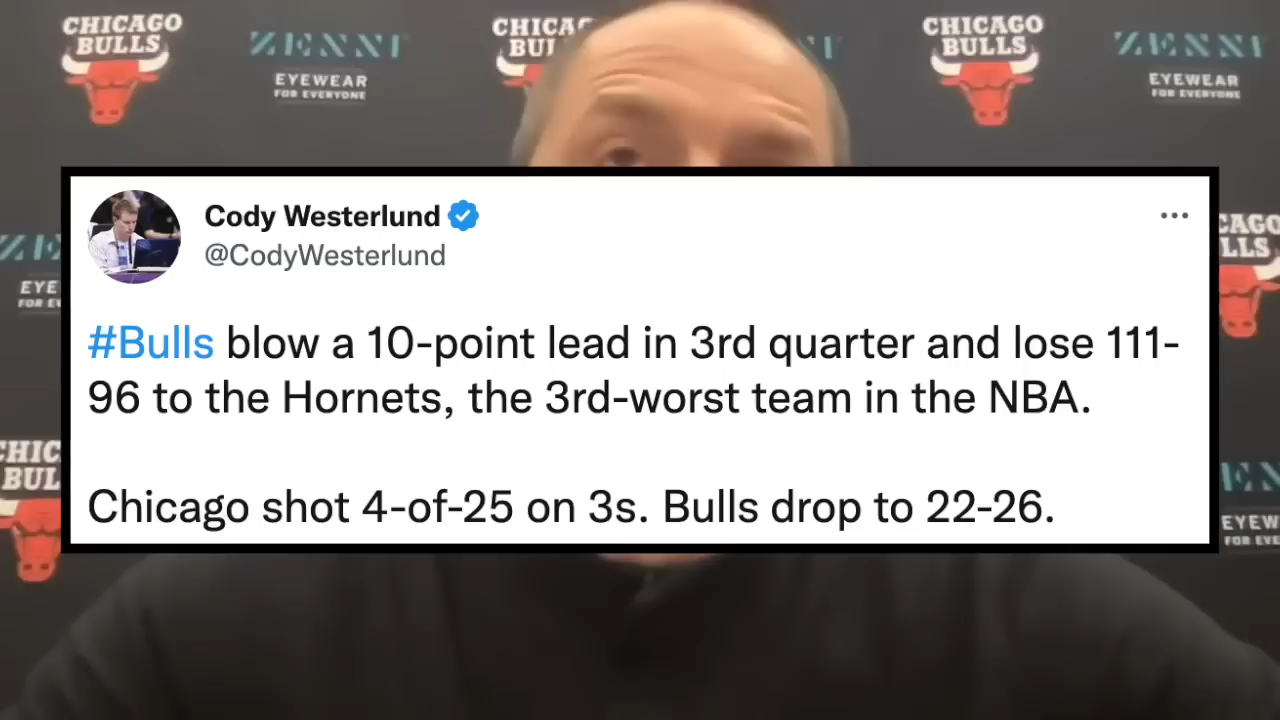 CHICAGO
BULLS
ZENNI
EYEWEAR
FOR EVERYONE
CHICAGO
BULLS
ZENNI
EYEWEAR
FOR EVERYONE
Cody Westerlund
@CodyWesterlund
#Bulls blow a 10-point lead in 3rd quarter and lose 111-
96 to the Hornets, the 3rd-worst team in the NBA.
Chicago shot 4-of-25 on 3s. Bulls drop to 22-26.